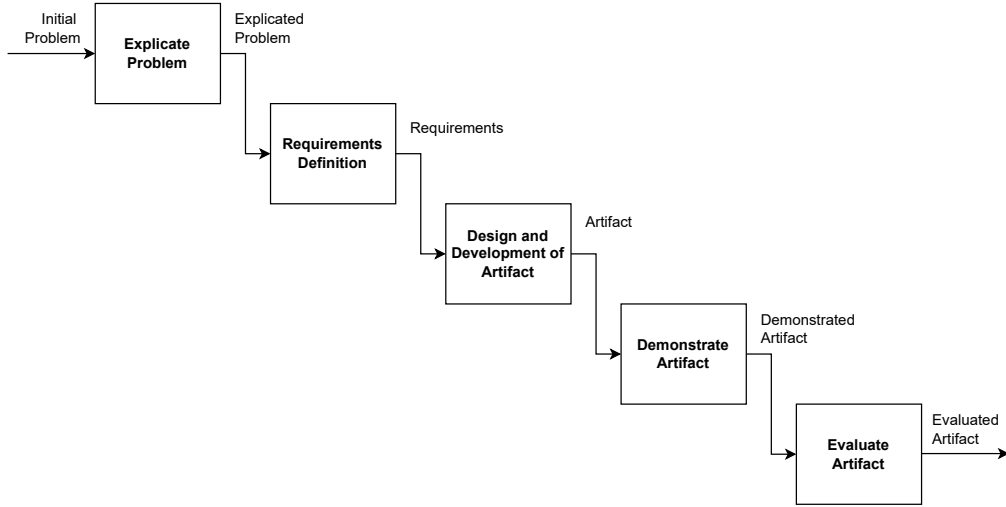 Initial
Problem
Explicate
Problem
Explicated
Problem
Requirements
Definition
Requirements
Design and
Development of
Artifact
Artifact
Demonstrate
Artifact
Demonstrated
Artifact
Evaluate
Artifact
Evaluated
Artifact